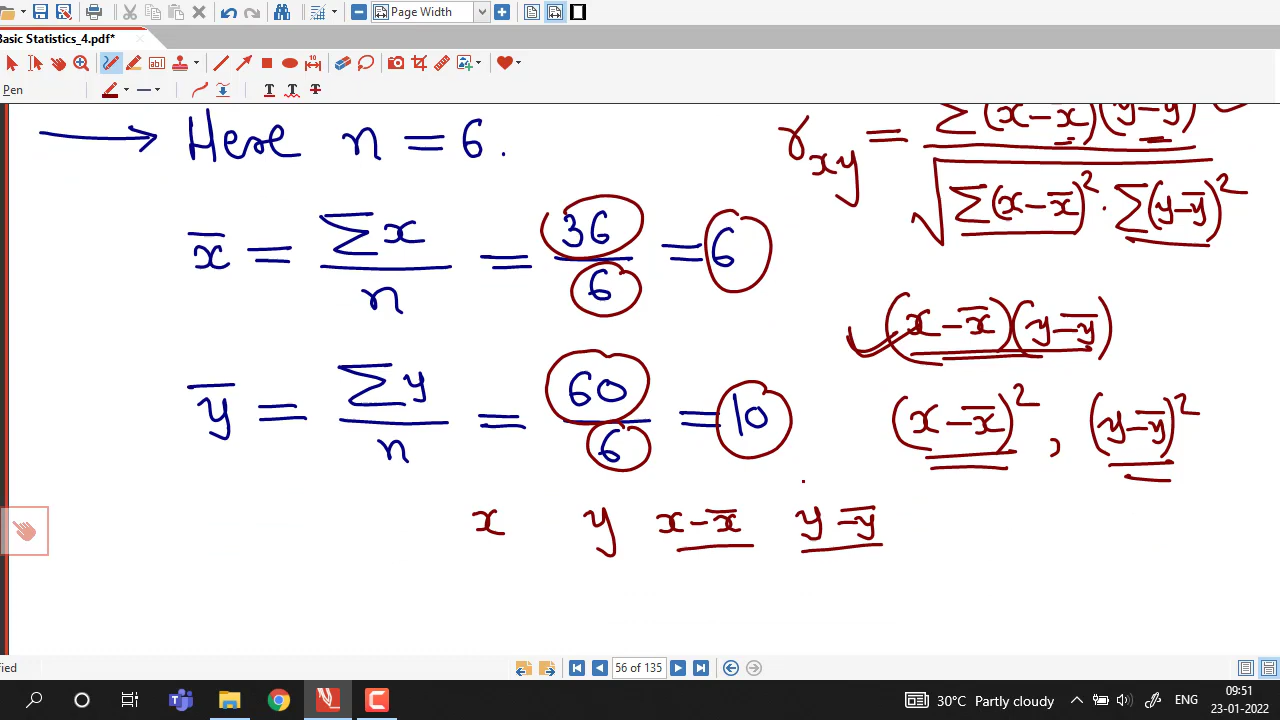 Page Width
Basic Statistics_4.pdf*
Pen
Here n = 6.
r_xy = Σ(x-x̄)(y-ȳ) / √(Σ(x-x̄)² · Σ(y-ȳ)²)
x̄ = Σx / n = 36 / 6 = 6
(x-x̄)(y-ȳ)
ȳ = Σy / n = 60 / 6 = 10
(x-x̄)², (y-ȳ)²
x y x-x̄ y-ȳ
fied
56 of 135
30°C Partly cloudy
ENG
09:51
23-01-2022